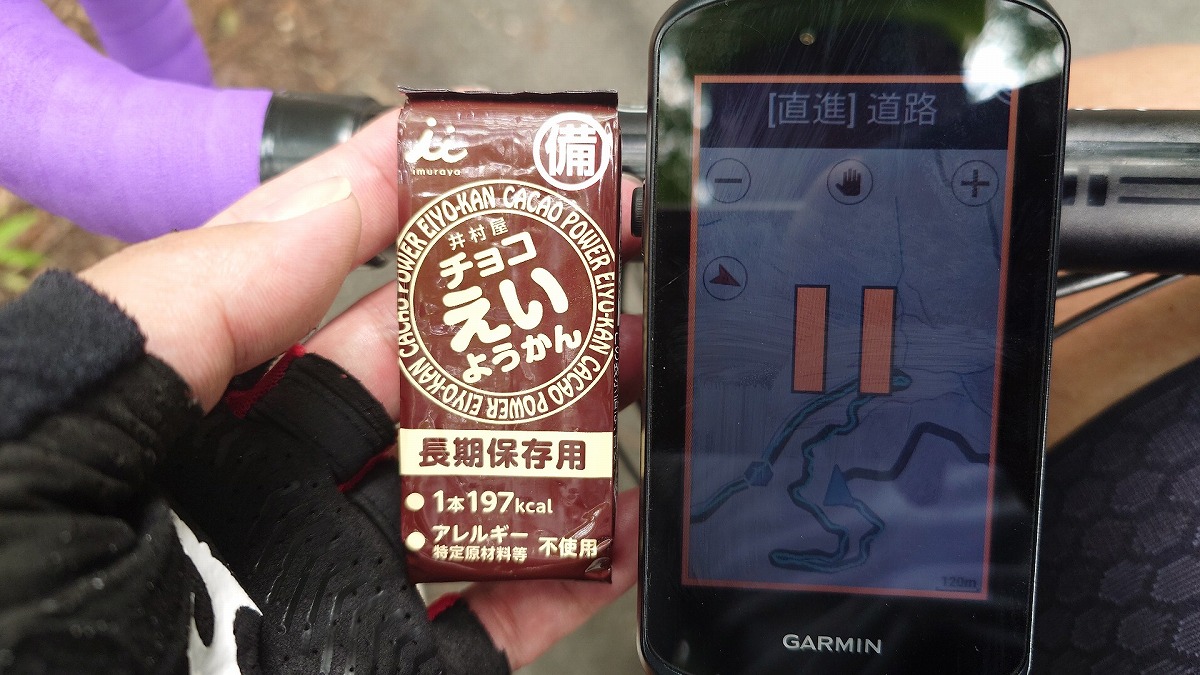 imuraya
備
CACAO POWER EIYO-KAN CACAO POWER EIYO-KAN CACAO POWER EIYO-KAN
井村屋
チョコ
えい
ようかん
長期保存用
1本197kcal
アレルギー
特定原材料等 不使用
[直進] 道路
120m
GARMIN